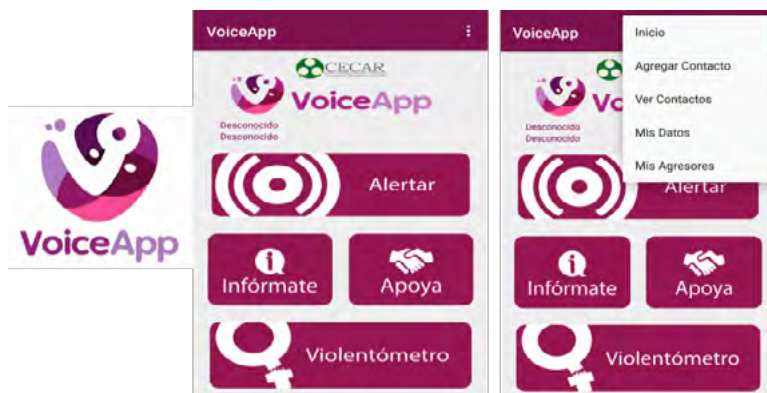 VoiceApp
VoiceApp
CECAR
VoiceApp
Desconocido
Desconocido
Alertar
Infórmate
Apoya
Violentómetro
VoiceApp
Inicio
Agregar Contacto
Ver Contactos
Mis Datos
Mis Agresores
Vo
Desconocido
Desconocido
Alertar
Infórmate
Apoya
Violentómetro